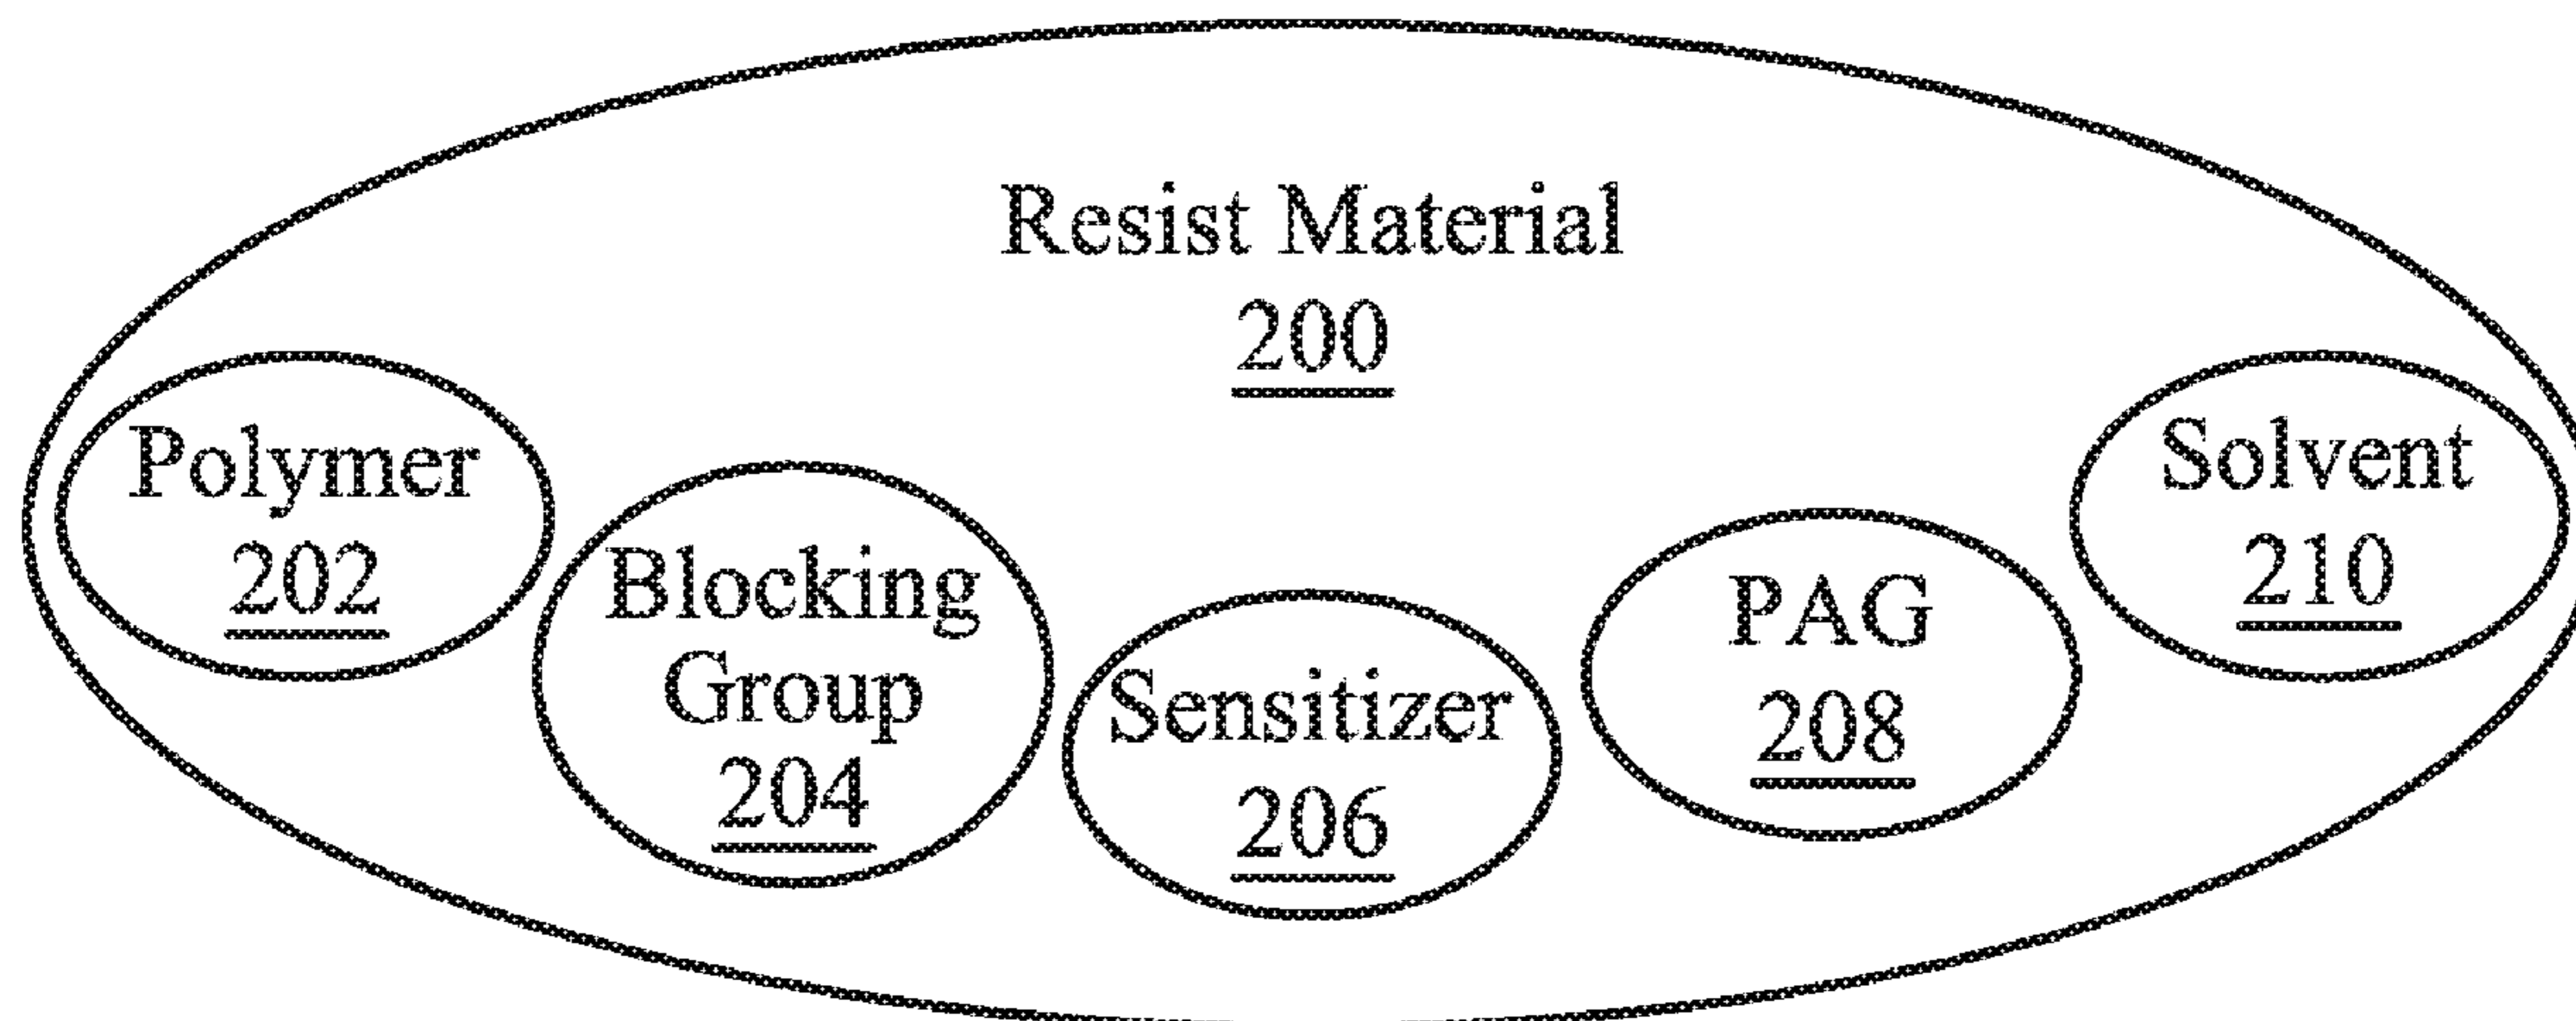 Resist Material
200
Polymer
202
Blocking
Group
204
Sensitizer
206
PAG
208
Solvent
210